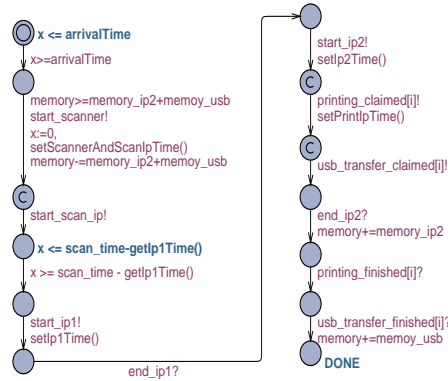 x <= arrivalTime
x>=arrivalTime
memory>=memory_ip2+memoy_usb
start_scanner!
x:=0,
setScannerAndScanIpTime()
memory-=memory_ip2+memoy_usb
C
start_scan_ip!
x <= scan_time-getIp1Time()
x >= scan_time - getIp1Time()
start_ip1!
setIp1Time()
end_ip1?
start_ip2!
setIp2Time()
C
printing_claimed[i]!
setPrintIpTime()
C
usb_transfer_claimed[i]!
end_ip2?
memory+=memory_ip2
printing_finished[i]?
usb_transfer_finished[i]?
memory+=memoy_usb
DONE